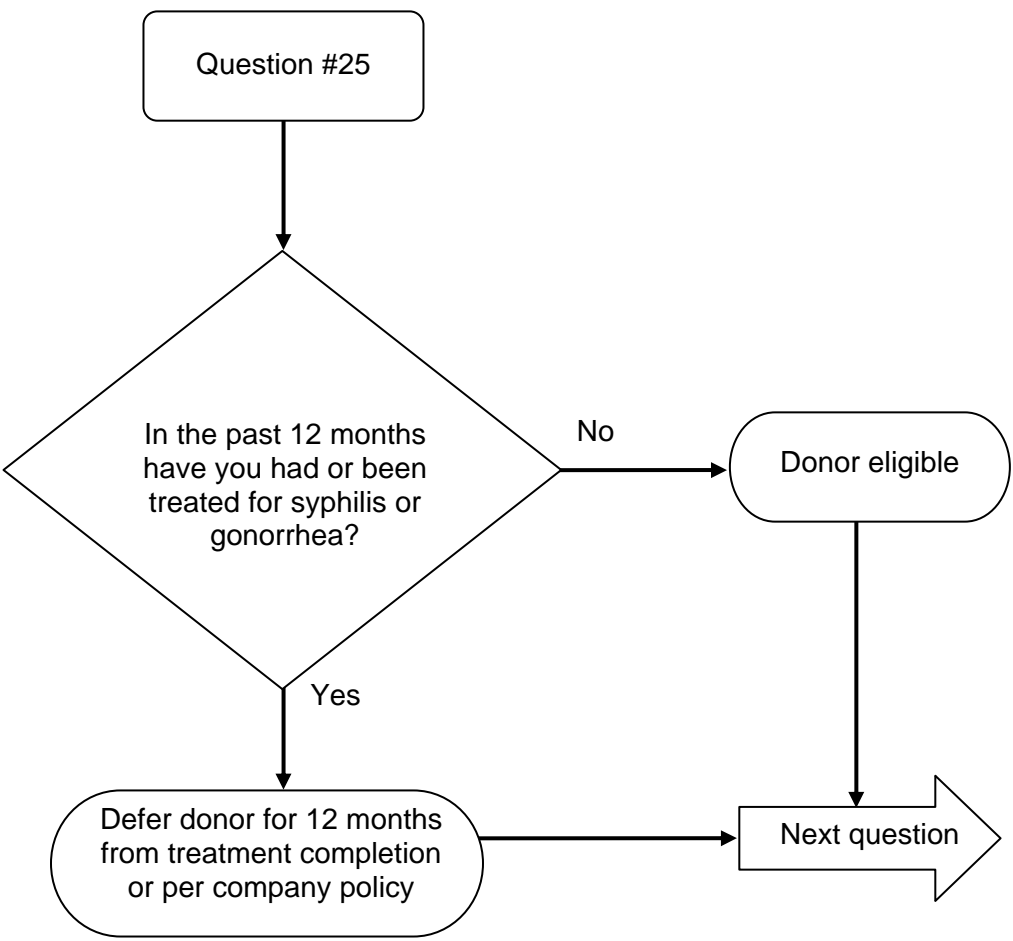 Question #25
In the past 12 months
have you had or been
treated for syphilis or
gonorrhea?
No
Donor eligible
Yes
Defer donor for 12 months
from treatment completion
or per company policy
Next question